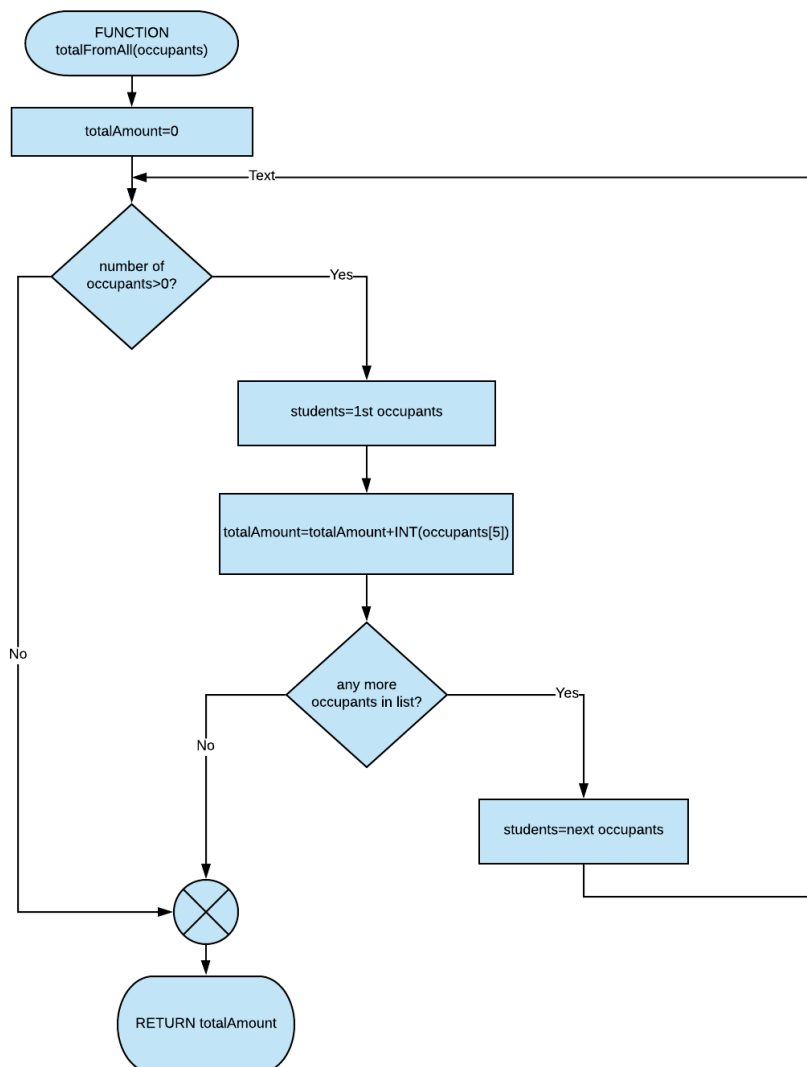 FUNCTION
totalFromAll(occupants)
totalAmount=0
Text
number of
occupants>0?
Yes
students=1st occupants
totalAmount=totalAmount+INT(occupants[5])
No
any more
occupants in list?
Yes
No
students=next occupants
RETURN totalAmount